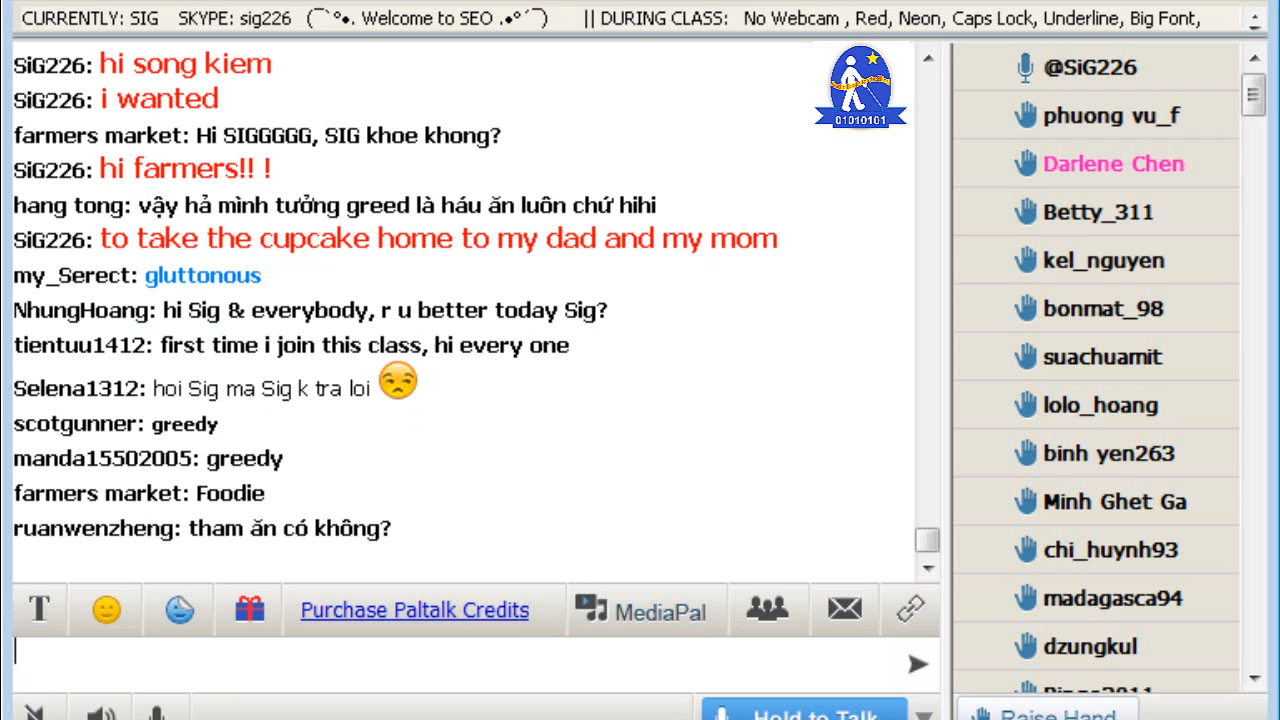 CURRENTLY: SIG SKYPE: sig226 (¯`°●. Welcome to SEO .●°´¯) || DURING CLASS: No Webcam , Red, Neon, Caps Lock, Underline, Big Font,
SiG226: hi song kiem
SiG226: i wanted
farmers market: Hi SIGGGGG, SIG khoe khong?
SiG226: hi farmers!! !
hang tong: vậy hả mình tưởng greed là háu ăn luôn chứ hihi
SiG226: to take the cupcake home to my dad and my mom
my_Serect: gluttonous
NhungHoang: hi Sig & everybody, r u better today Sig?
tientuu1412: first time i join this class, hi every one
Selena1312: hoi Sig ma Sig k tra loi
scotgunner: greedy
manda15502005: greedy
farmers market: Foodie
ruanwenzheng: tham ăn có không?
01010101
T
Purchase Paltalk Credits
MediaPal
Hold to Talk
@SiG226
phuong vu_f
Darlene Chen
Betty_311
kel_nguyen
bonmat_98
suachuamit
lolo_hoang
binh yen263
Minh Ghet Ga
chi_huynh93
madagasca94
dzungkul
Raise Hand